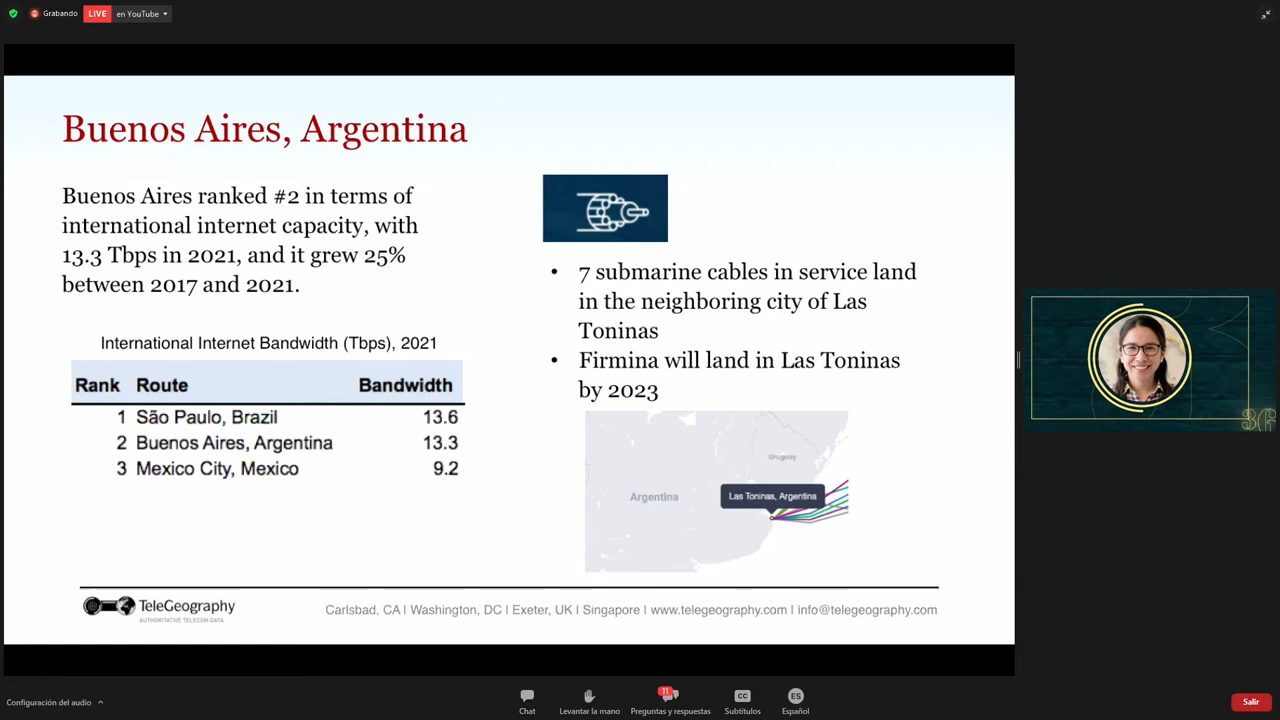 Grabando
LIVE
en YouTube
Buenos Aires, Argentina
Buenos Aires ranked #2 in terms of
international internet capacity, with
13.3 Tbps in 2021, and it grew 25%
between 2017 and 2021.
International Internet Bandwidth (Tbps), 2021
Rank Route Bandwidth
1 São Paulo, Brazil 13.6
2 Buenos Aires, Argentina 13.3
3 Mexico City, Mexico 9.2
• 7 submarine cables in service land
in the neighboring city of Las
Toninas
• Firmina will land in Las Toninas
by 2023
Uruguay
Argentina
Las Toninas, Argentina
TeleGeography
AUTHORITATIVE TELECOM DATA
Carlsbad, CA | Washington, DC | Exeter, UK | Singapore | www.telegeography.com | info@telegeography.com
Configuración del audio
Chat
Levantar la mano
11
Preguntas y respuestas
CC
Subtítulos
ES
Español
Salir